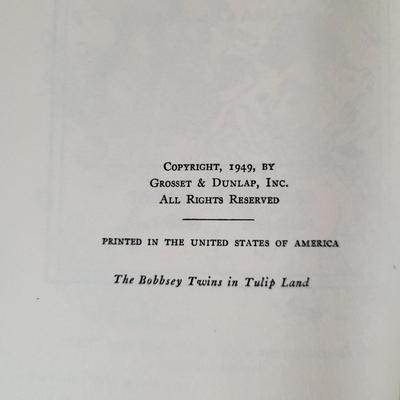 Copyright, 1949, by
Grosset & Dunlap, Inc.
All Rights Reserved
PRINTED IN THE UNITED STATES OF AMERICA
The Bobbsey Twins in Tulip Land